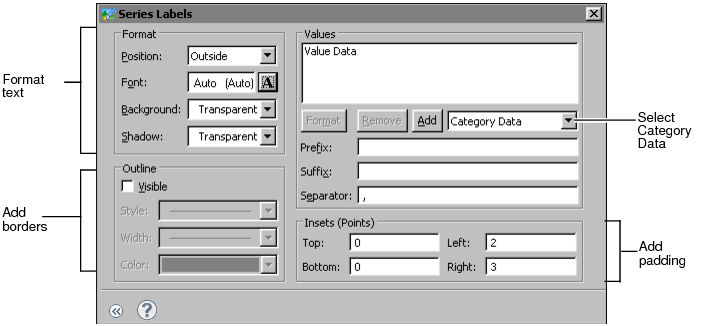 Series Labels
Format
Position: Outside
Font: Auto (Auto) A
Background: Transparent
Shadow: Transparent
Outline
Visible
Style:
Width:
Color:
Values
Value Data
Format Remove Add Category Data
Prefix:
Suffix:
Separator: ,
Insets (Points)
Top: 0 Left: 2
Bottom: 0 Right: 3
Format
text
Add
borders
Select
Category
Data
Add
padding
?